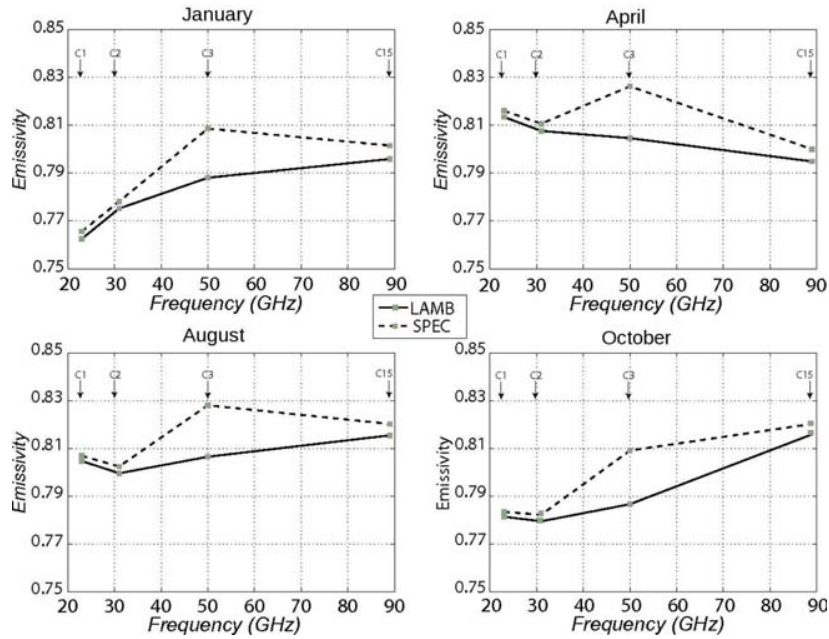 January
0.85
0.83
0.81
0.79
0.77
0.75
Emissivity
C1
C2
C3
C15
20 30 40 50 60 70 80 90
Frequency (GHz)
April
0.85
0.83
0.81
0.79
0.77
0.75
Emissivity
C1
C2
C3
C15
20 30 40 50 60 70 80 90
Frequency (GHz)
LAMB
SPEC
August
0.85
0.83
0.81
0.79
0.77
0.75
Emissivity
C1
C2
C3
C15
20 30 40 50 60 70 80 90
Frequency (GHz)
October
0.85
0.83
0.81
0.79
0.77
0.75
Emissivity
C1
C2
C3
C15
20 30 40 50 60 70 80 90
Frequency (GHz)